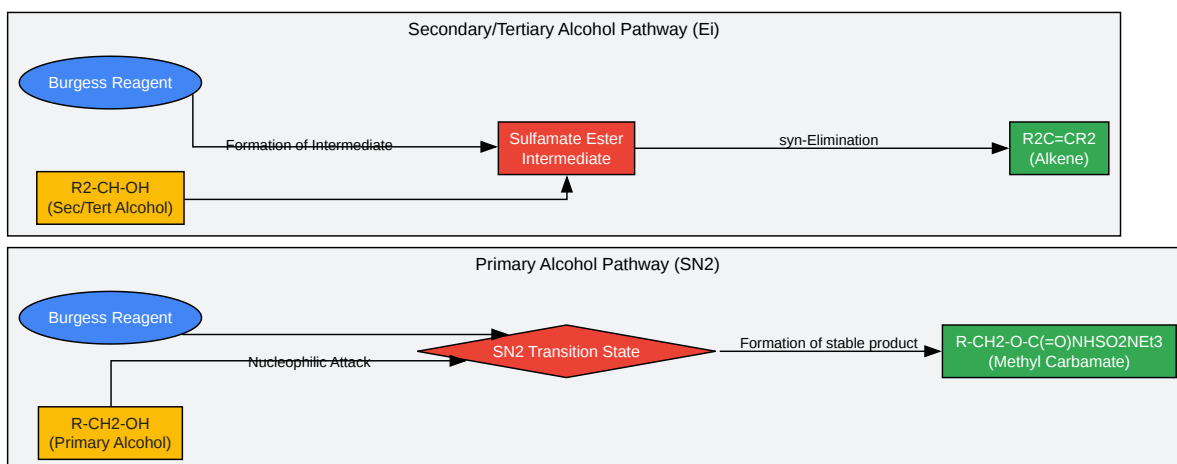 Secondary/Tertiary Alcohol Pathway (Ei)
Burgess Reagent
Formation of Intermediate
R2-CH-OH
(Sec/Tert Alcohol)
Sulfamate Ester
Intermediate
syn-Elimination
R2C=CR2
(Alkene)
Primary Alcohol Pathway (SN2)
Burgess Reagent
Nucleophilic Attack
R-CH2-OH
(Primary Alcohol)
SN2 Transition State
Formation of stable product
R-CH2-O-C(=O)NHSO2NEt3
(Methyl Carbamate)